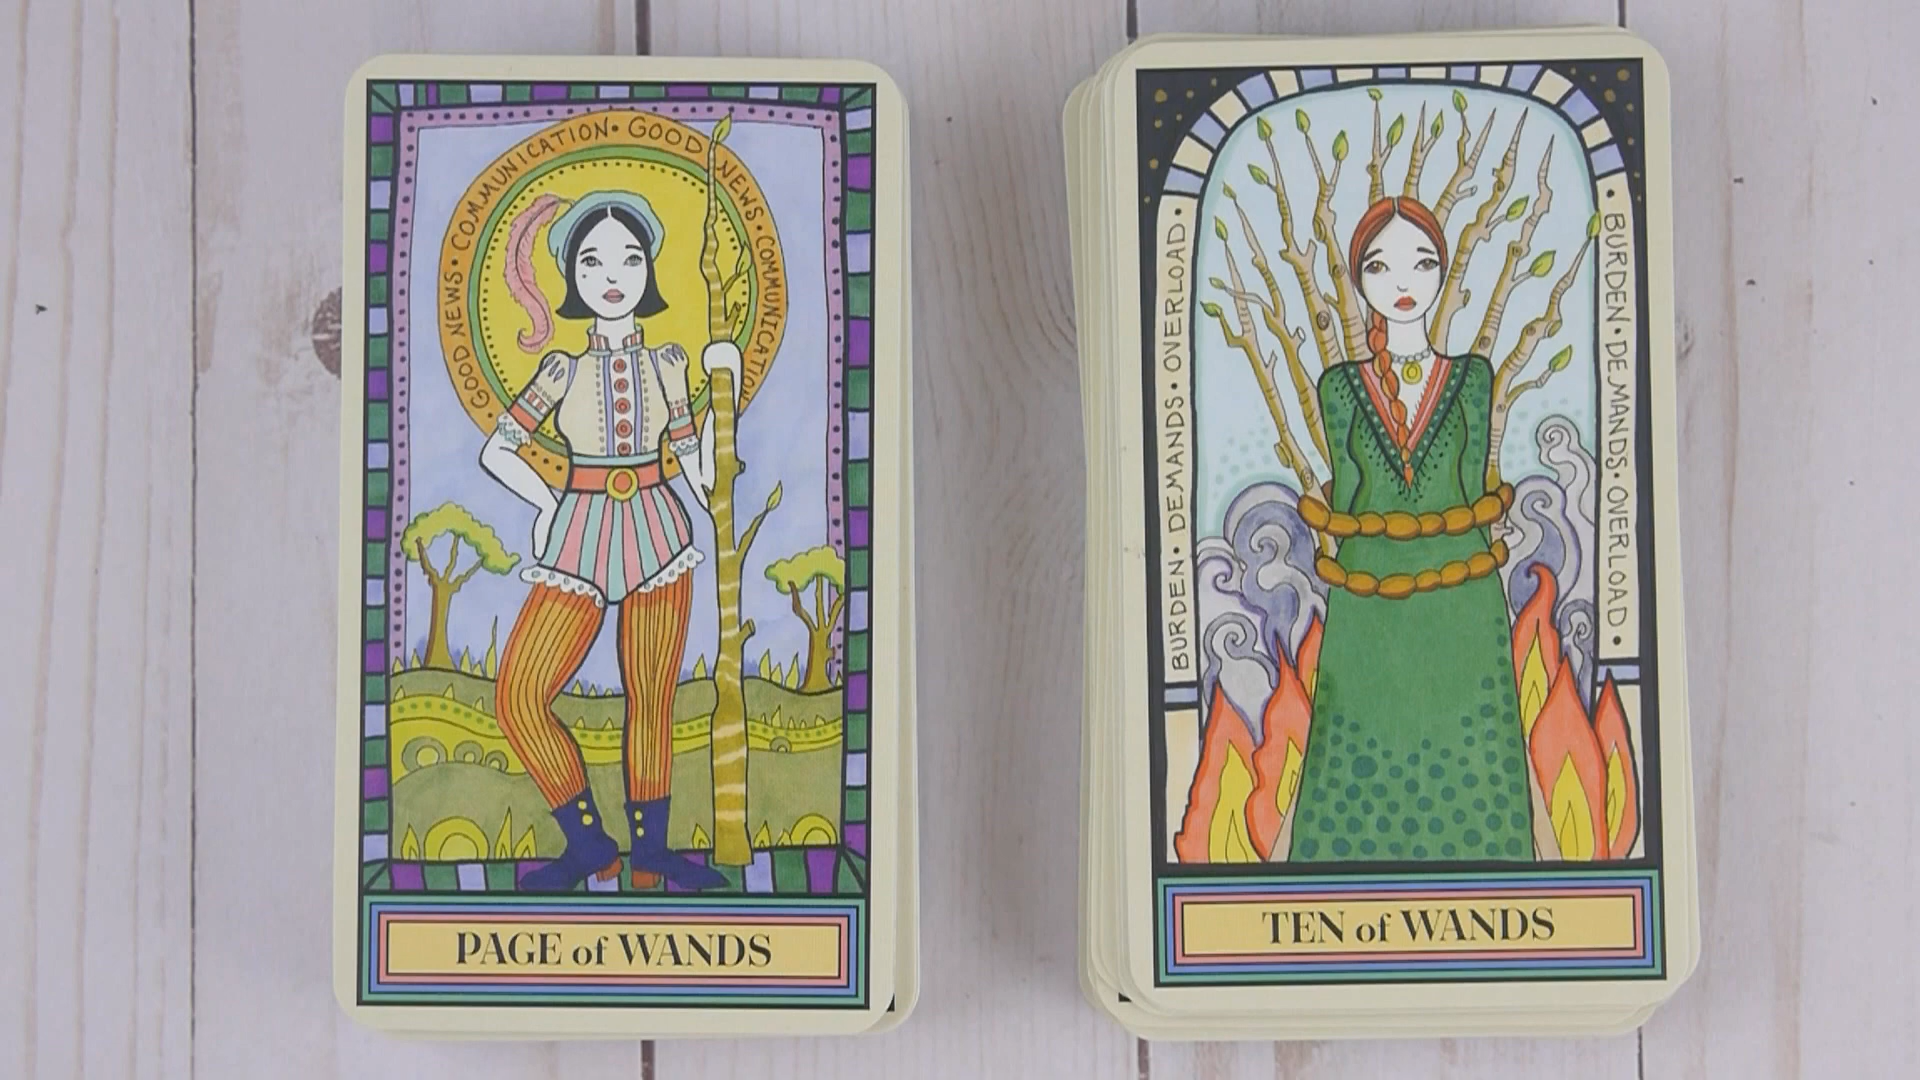 • GOOD NEWS • COMMUNICATION • GOOD NEWS • COMMUNICATION
PAGE of WANDS
BURDEN • DEMANDS • OVERLOAD •
• BURDEN • DEMANDS • OVERLOAD •
TEN of WANDS